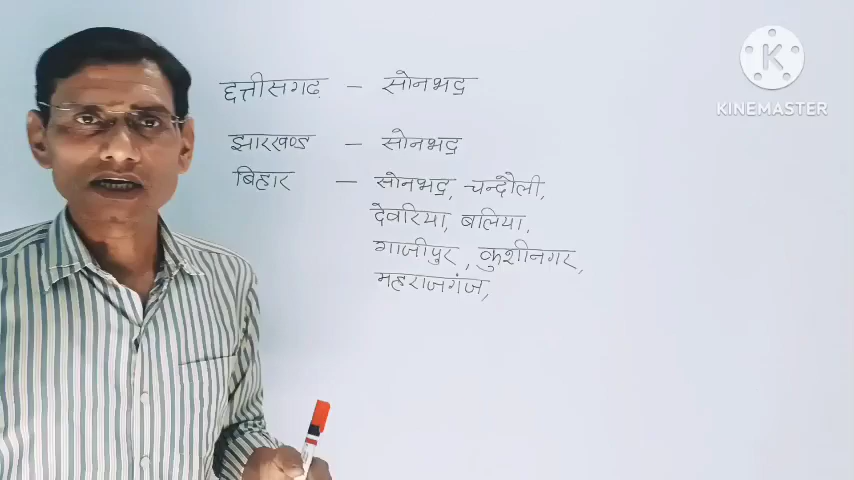 छत्तीसगढ़ - सोनभद्र
झारखण्ड - सोनभद्र
बिहार - सोनभद्र, चन्दौली,
देवरिया, बलिया,
गाजीपुर, कुशीनगर,
महराजगंज,
K
KINEMASTER